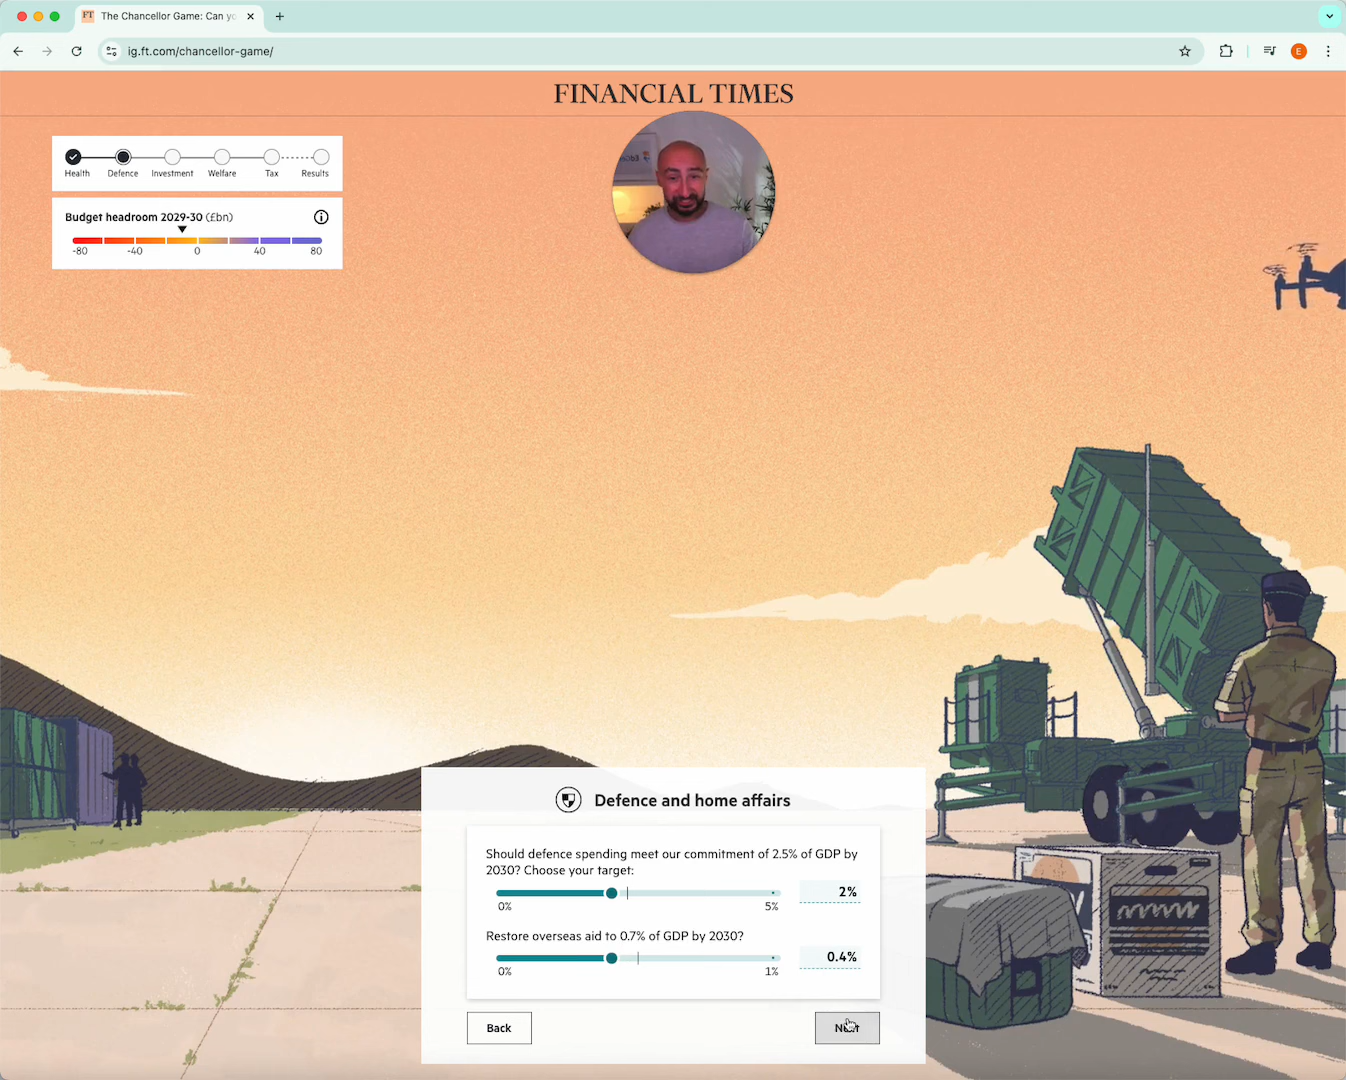 FT
The Chancellor Game: Can yo
ig.ft.com/chancellor-game/
E
FINANCIAL TIMES
Health Defence Investment Welfare Tax Results
Budget headroom 2029-30 (£bn)
-80 -40 0 40 80
Defence and home affairs
Should defence spending meet our commitment of 2.5% of GDP by
2030? Choose your target:
2%
0% 5%
Restore overseas aid to 0.7% of GDP by 2030?
0.4%
0% 1%
Back
Next